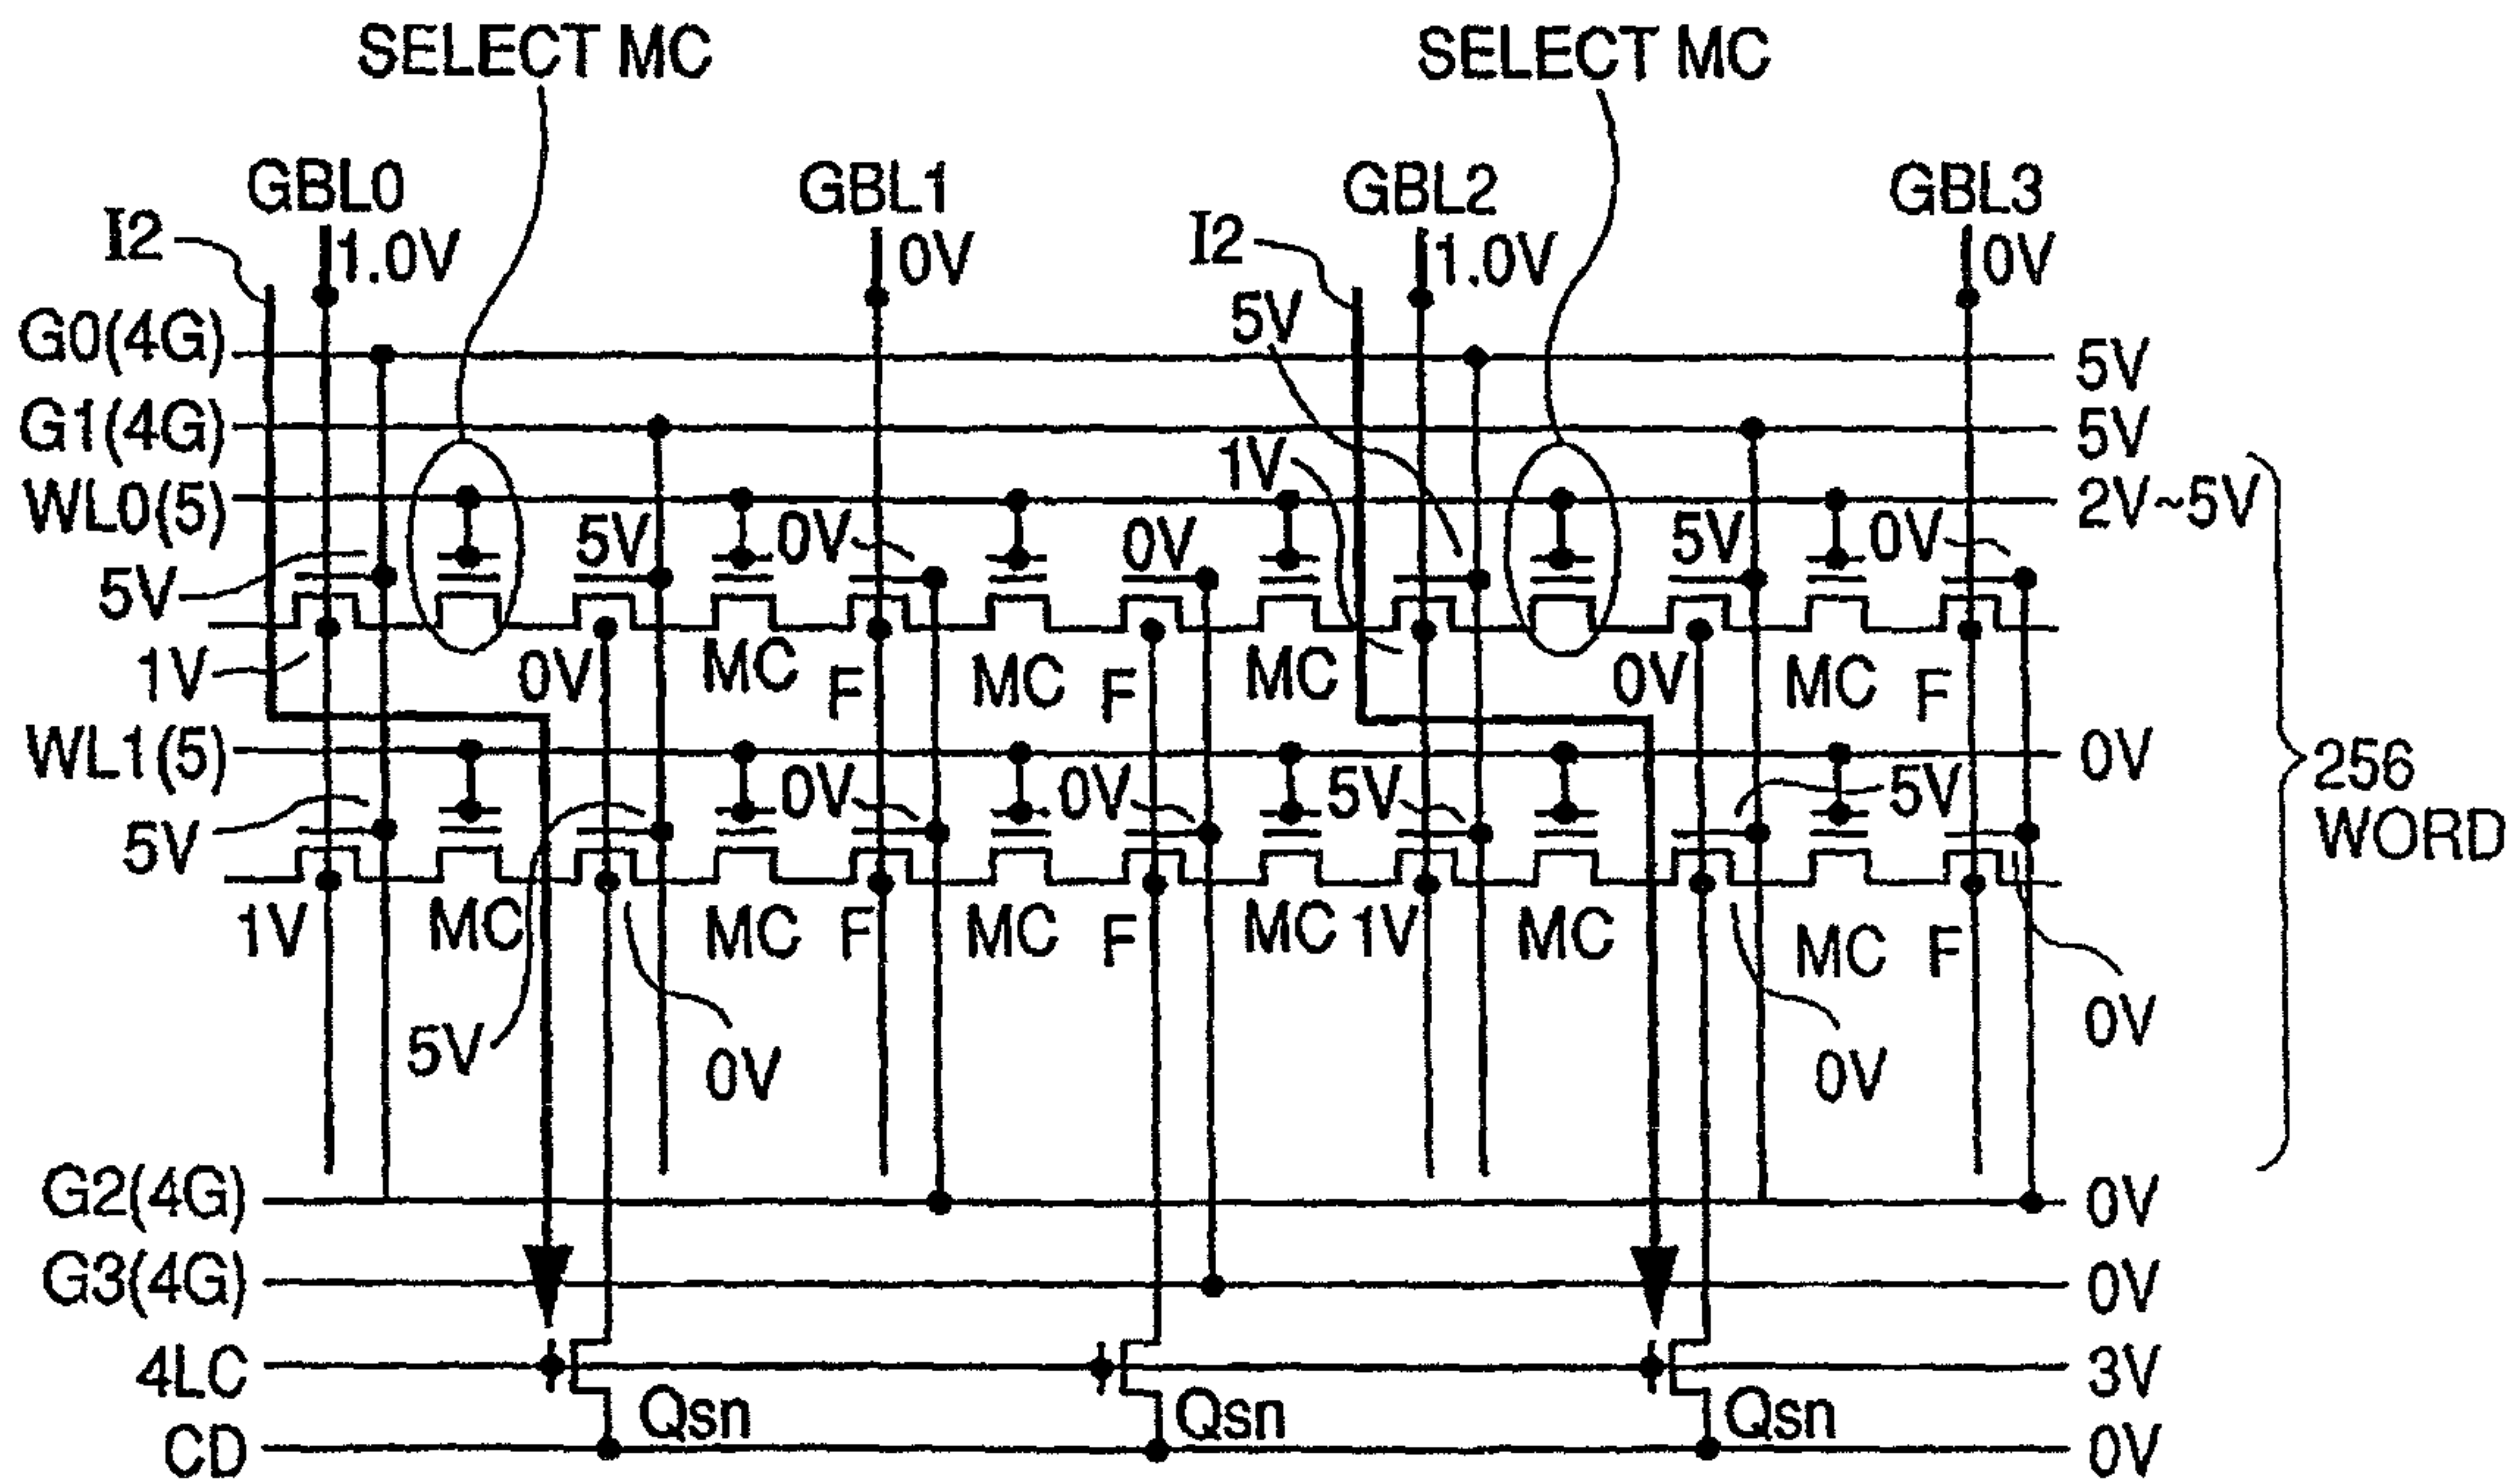 SELECT MC SELECT MC
GBL0 GBL1 GBL2 GBL3
I2 1.0V 0V I2 1.0V 0V
5V
G0(4G) 5V
G1(4G) 5V
1V
WL0(5) 2V~5V
5V 0V 0V 5V 0V
5V
1V 0V MC F MC F MC 0V MC F
WL1(5) 0V
256
WORD
0V 0V 5V 5V
5V
1V MC MC F MC F MC 1V MC MC F
5V 0V 0V 0V
G2(4G) 0V
G3(4G) 0V
4LC 3V
Qsn Qsn Qsn
CD 0V